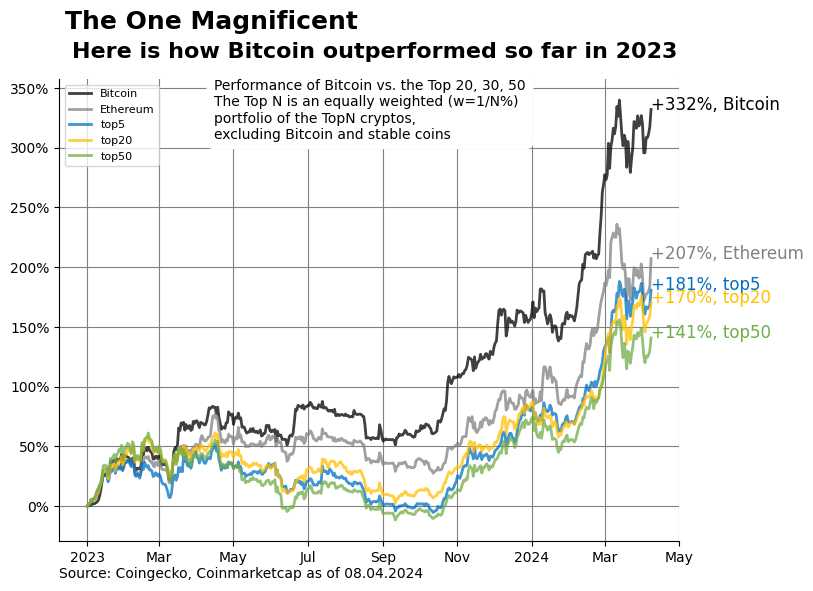 The One Magnificent
Here is how Bitcoin outperformed so far in 2023
350%
300%
250%
200%
150%
100%
50%
0%
Bitcoin
Ethereum
top5
top20
top50
Performance of Bitcoin vs. the Top 20, 30, 50
The Top N is an equally weighted (w=1/N%)
portfolio of the TopN cryptos,
excluding Bitcoin and stable coins
+332%, Bitcoin
+207%, Ethereum
+181%, top5
+170%, top20
+141%, top50
2023 Mar May Jul Sep Nov 2024 Mar May
Source: Coingecko, Coinmarketcap as of 08.04.2024